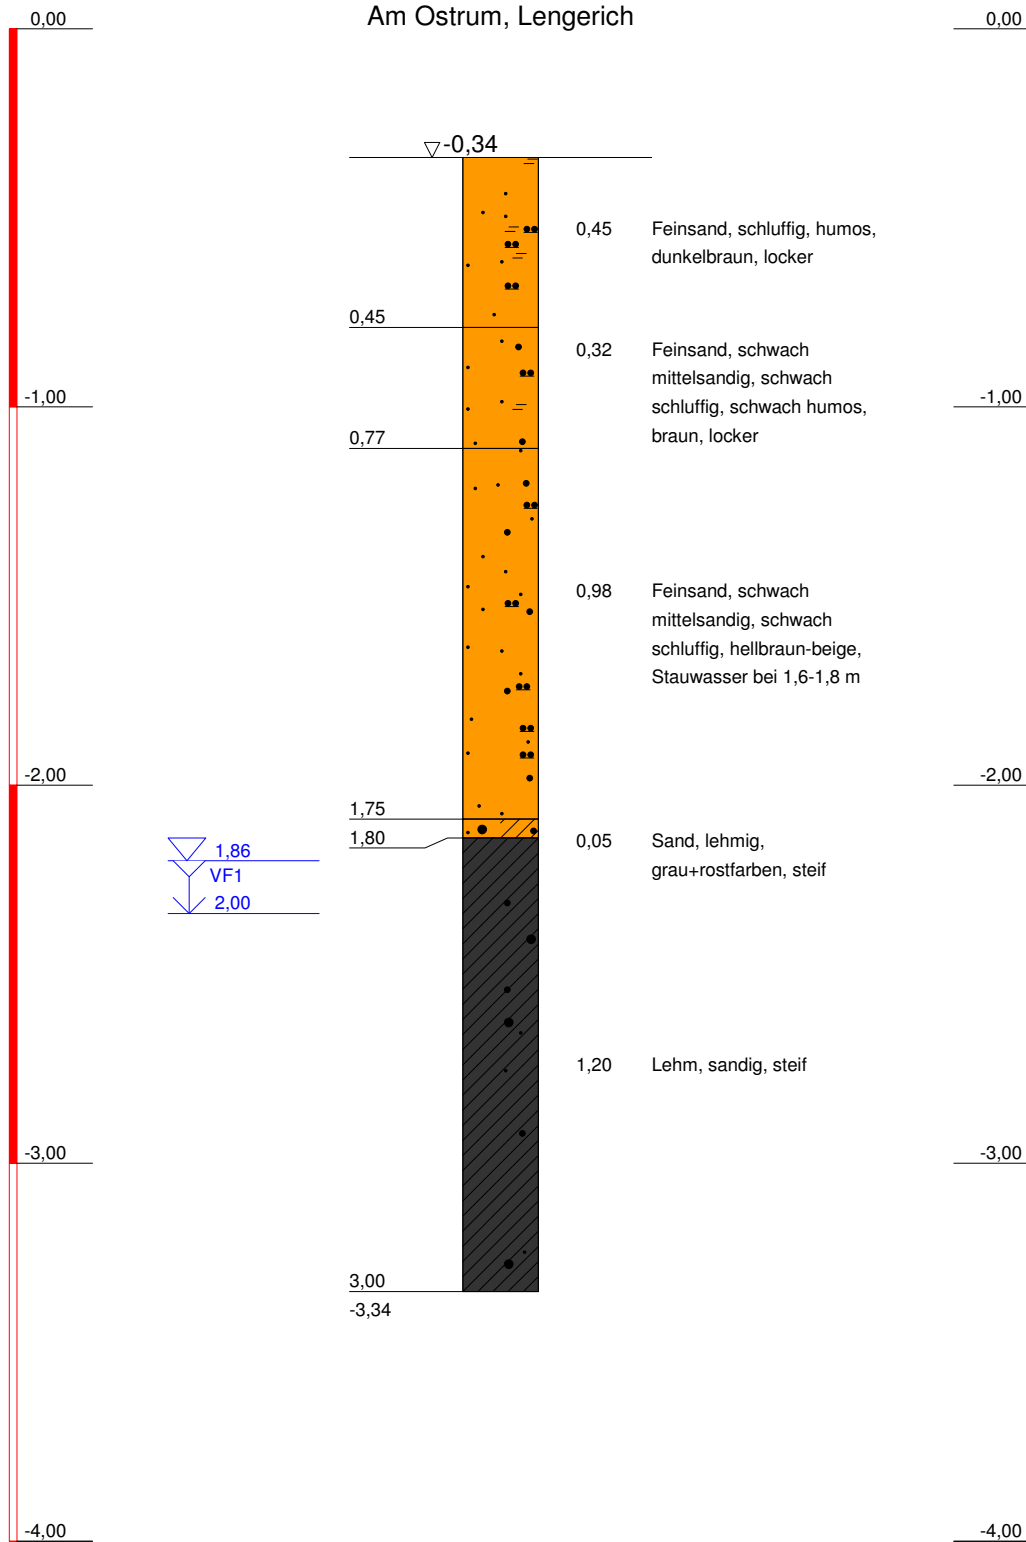 Am Ostrum, Lengerich
0,00
0,00
-0,34
0,45
Feinsand, schluffig, humos,
dunkelbraun, locker
0,45
0,32
Feinsand, schwach
mittelsandig, schwach
schluffig, schwach humos,
braun, locker
-1,00
-1,00
0,77
0,98
Feinsand, schwach
mittelsandig, schwach
schluffig, hellbraun-beige,
Stauwasser bei 1,6-1,8 m
-2,00
-2,00
1,75
1,80
0,05
Sand, lehmig,
grau+rostfarben, steif
1,86
VF1
2,00
1,20
Lehm, sandig, steif
-3,00
-3,00
3,00
-3,34
-4,00
-4,00